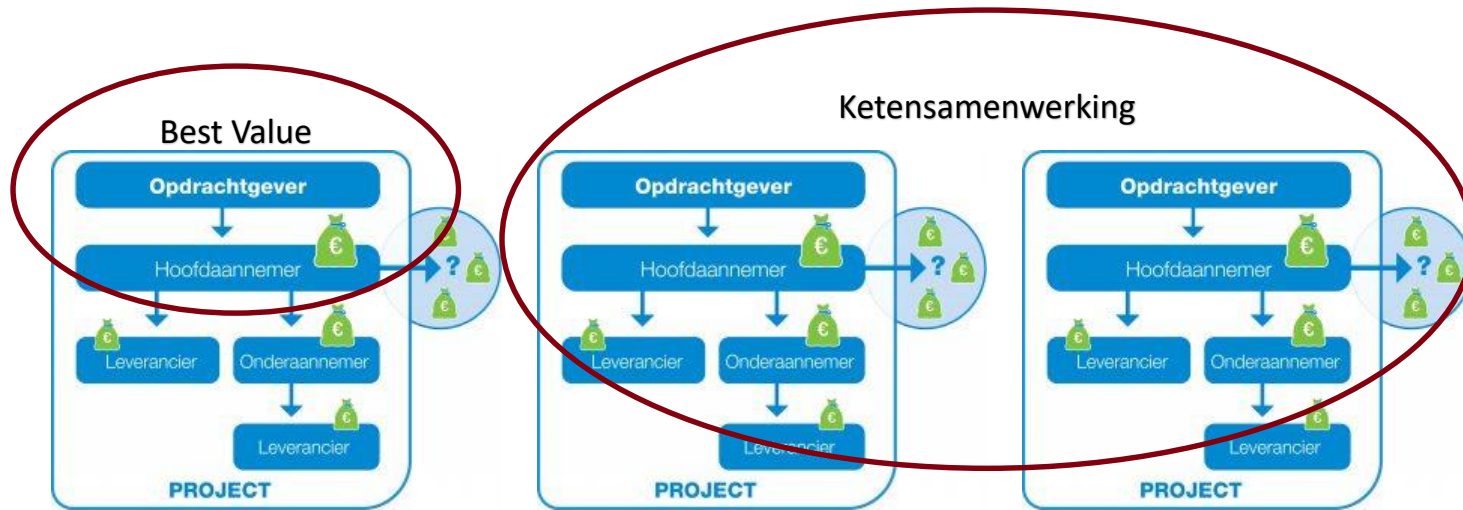 Best Value
Opdrachtgever
€
€
Hoofdaannemer
?
€
€
€
€
Leverancier
Onderaannemer
€
Leverancier
PROJECT
Ketensamenwerking
Opdrachtgever
€
€
Hoofdaannemer
?
€
€
€
€
Leverancier
Onderaannemer
€
Leverancier
PROJECT
Opdrachtgever
€
€
Hoofdaannemer
?
€
€
€
€
Leverancier
Onderaannemer
€
Leverancier
PROJECT